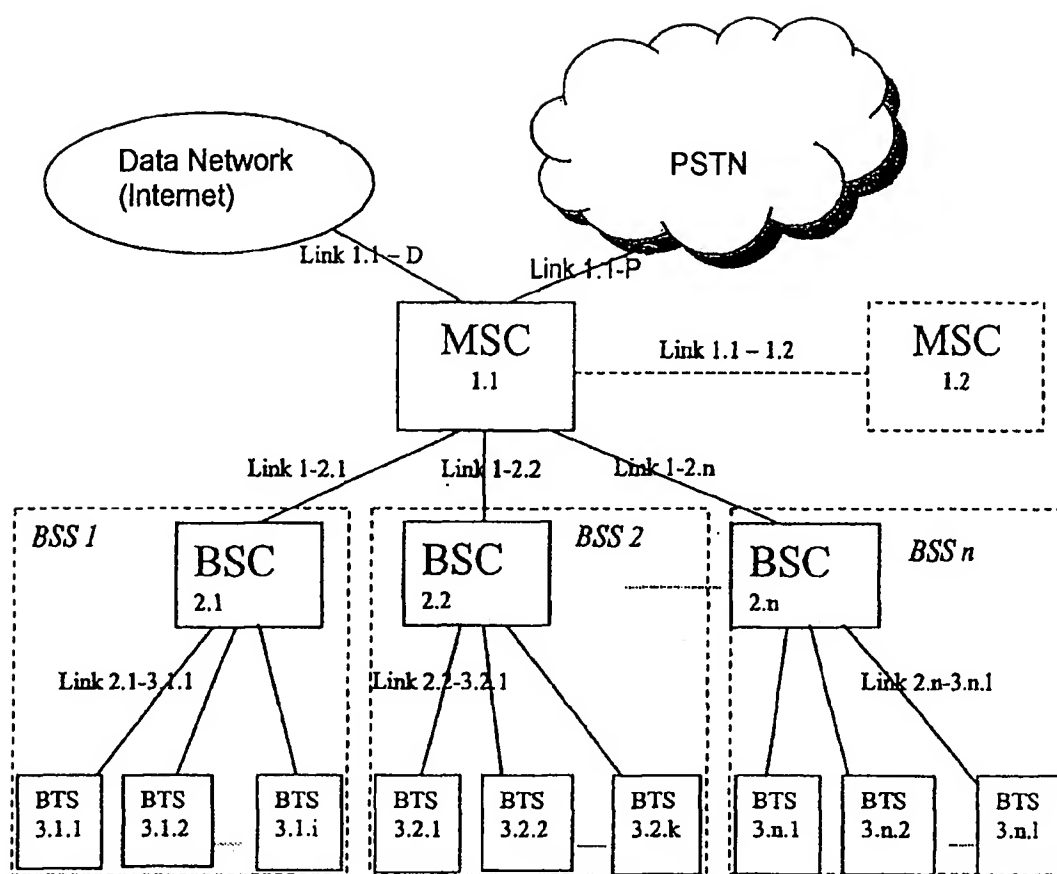 Data Network
(Internet)
PSTN
Link 1.1 – D
Link 1.1-P
MSC
1.1
Link 1.1 – 1.2
MSC
1.2
Link 1-2.1
Link 1-2.2
Link 1-2.n
BSS 1
BSC
2.1
BSC
2.2
BSS 2
BSC
2.n
BSS n
Link 2.1-3.1.1
Link 2.2-3.2.1
Link 2.n-3.n.l
BTS
3.1.1
BTS
3.1.2
BTS
3.1.i
BTS
3.2.1
BTS
3.2.2
BTS
3.2.k
BTS
3.n.1
BTS
3.n.2
BTS
3.n.l